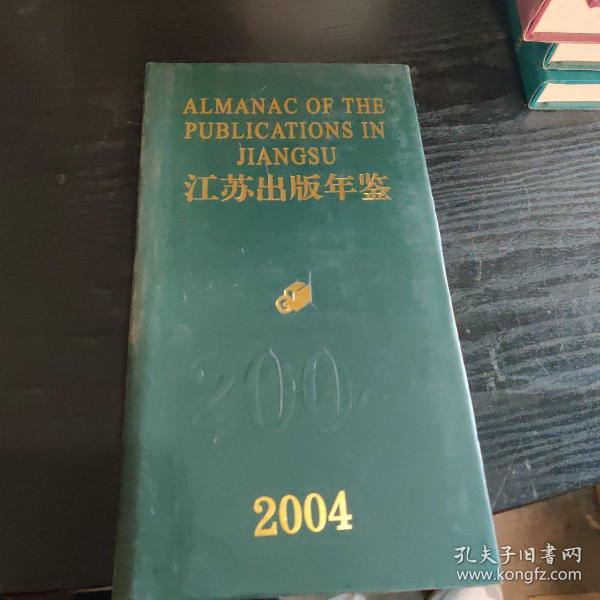 ALMANAC OF THE
PUBLICATIONS IN
JIANGSU
江苏出版年鉴
2004
2004
孔夫子旧书网
www.kongfz.com